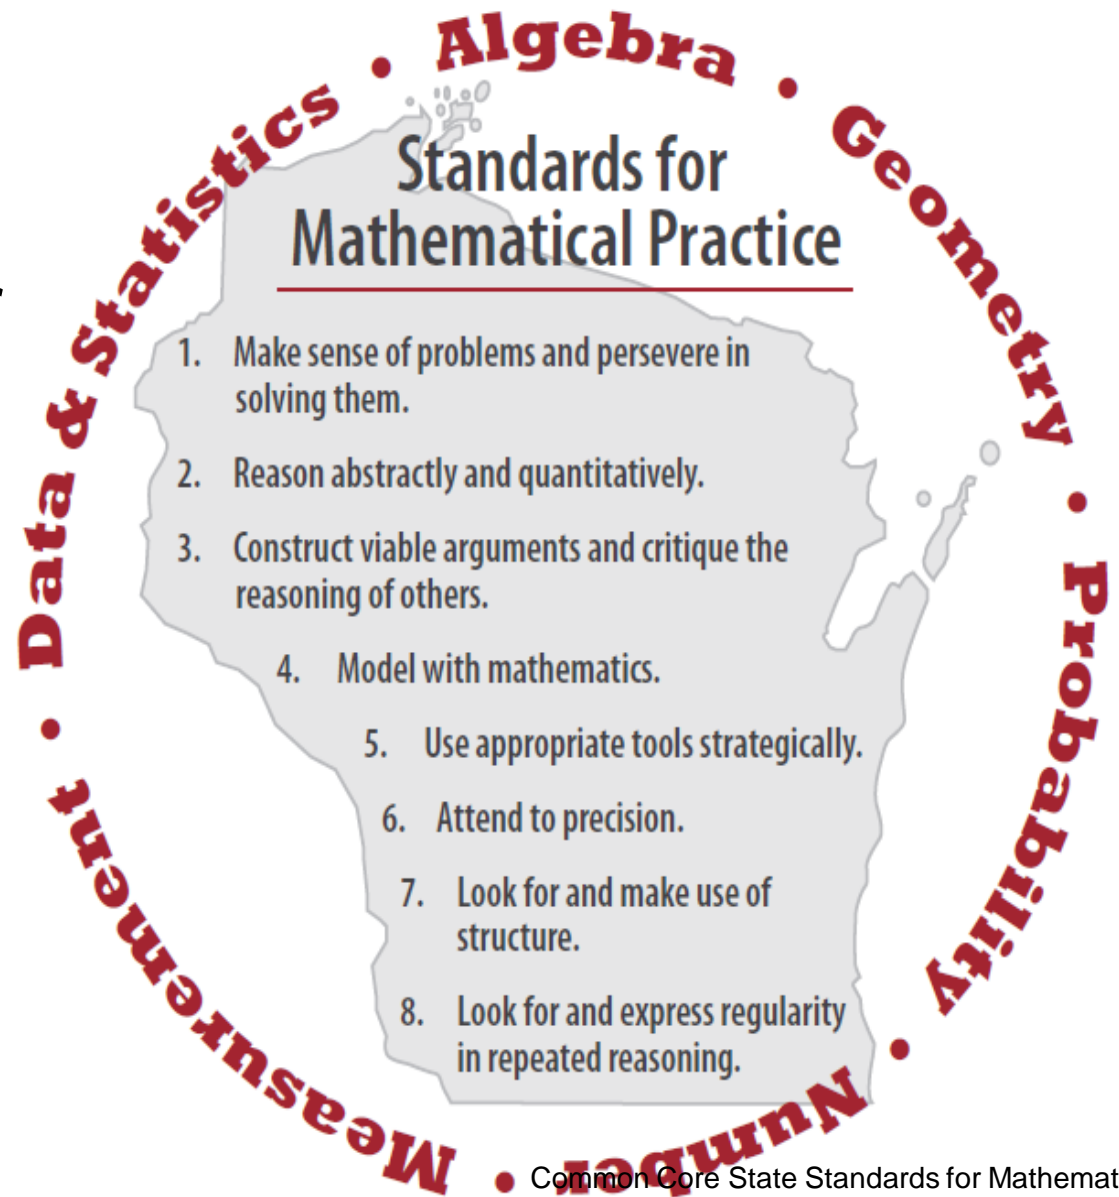 Algebra • Geometry • Probability • Number • Measurement • Data & Statistics •
Standards for
Mathematical Practice
1. Make sense of problems and persevere in
solving them.
2. Reason abstractly and quantitatively.
3. Construct viable arguments and critique the
reasoning of others.
4. Model with mathematics.
5. Use appropriate tools strategically.
6. Attend to precision.
7. Look for and make use of
structure.
8. Look for and express regularity
in repeated reasoning.
Common Core State Standards for Mathemat